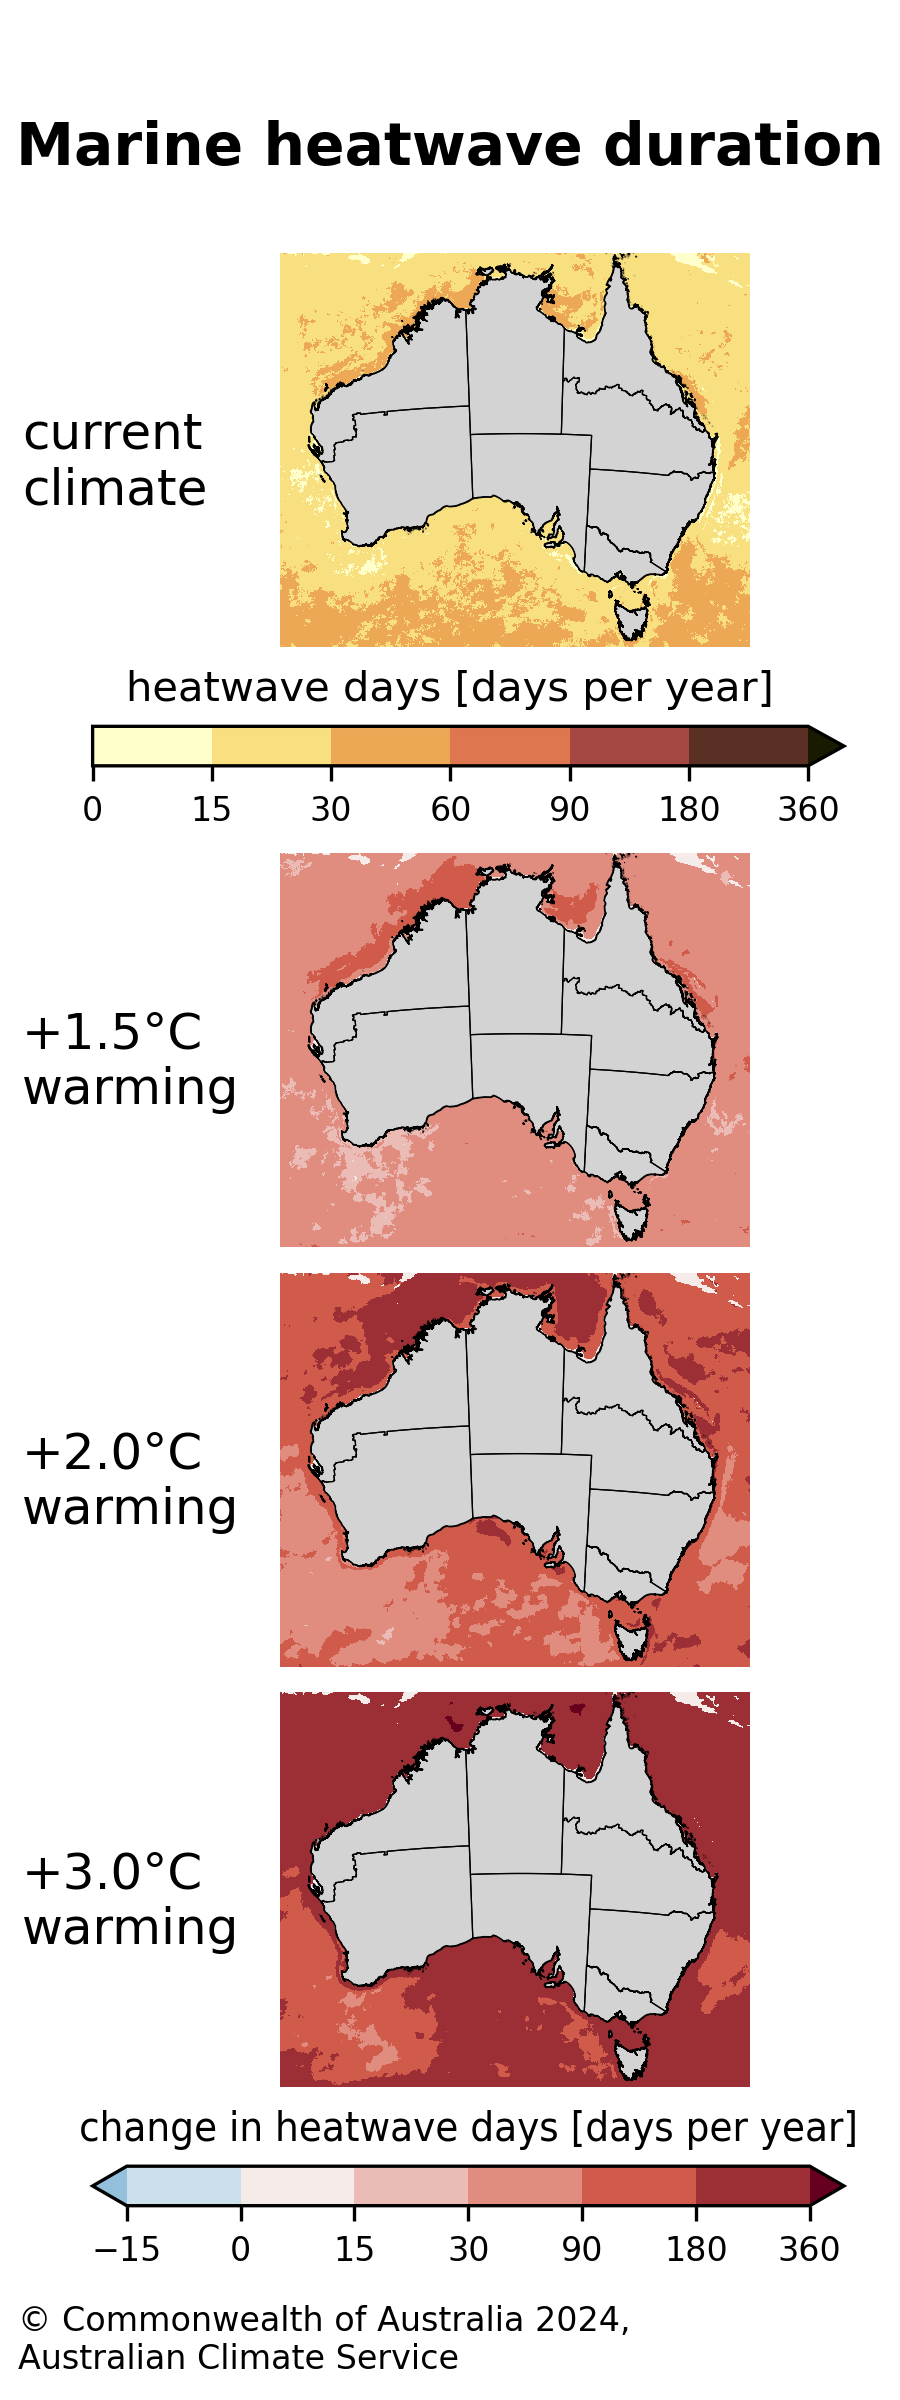 Marine heatwave duration
current
climate
heatwave days [days per year]
0 15 30 60 90 180 360
+1.5°C
warming
+2.0°C
warming
+3.0°C
warming
change in heatwave days [days per year]
−15 0 15 30 90 180 360
© Commonwealth of Australia 2024,
Australian Climate Service